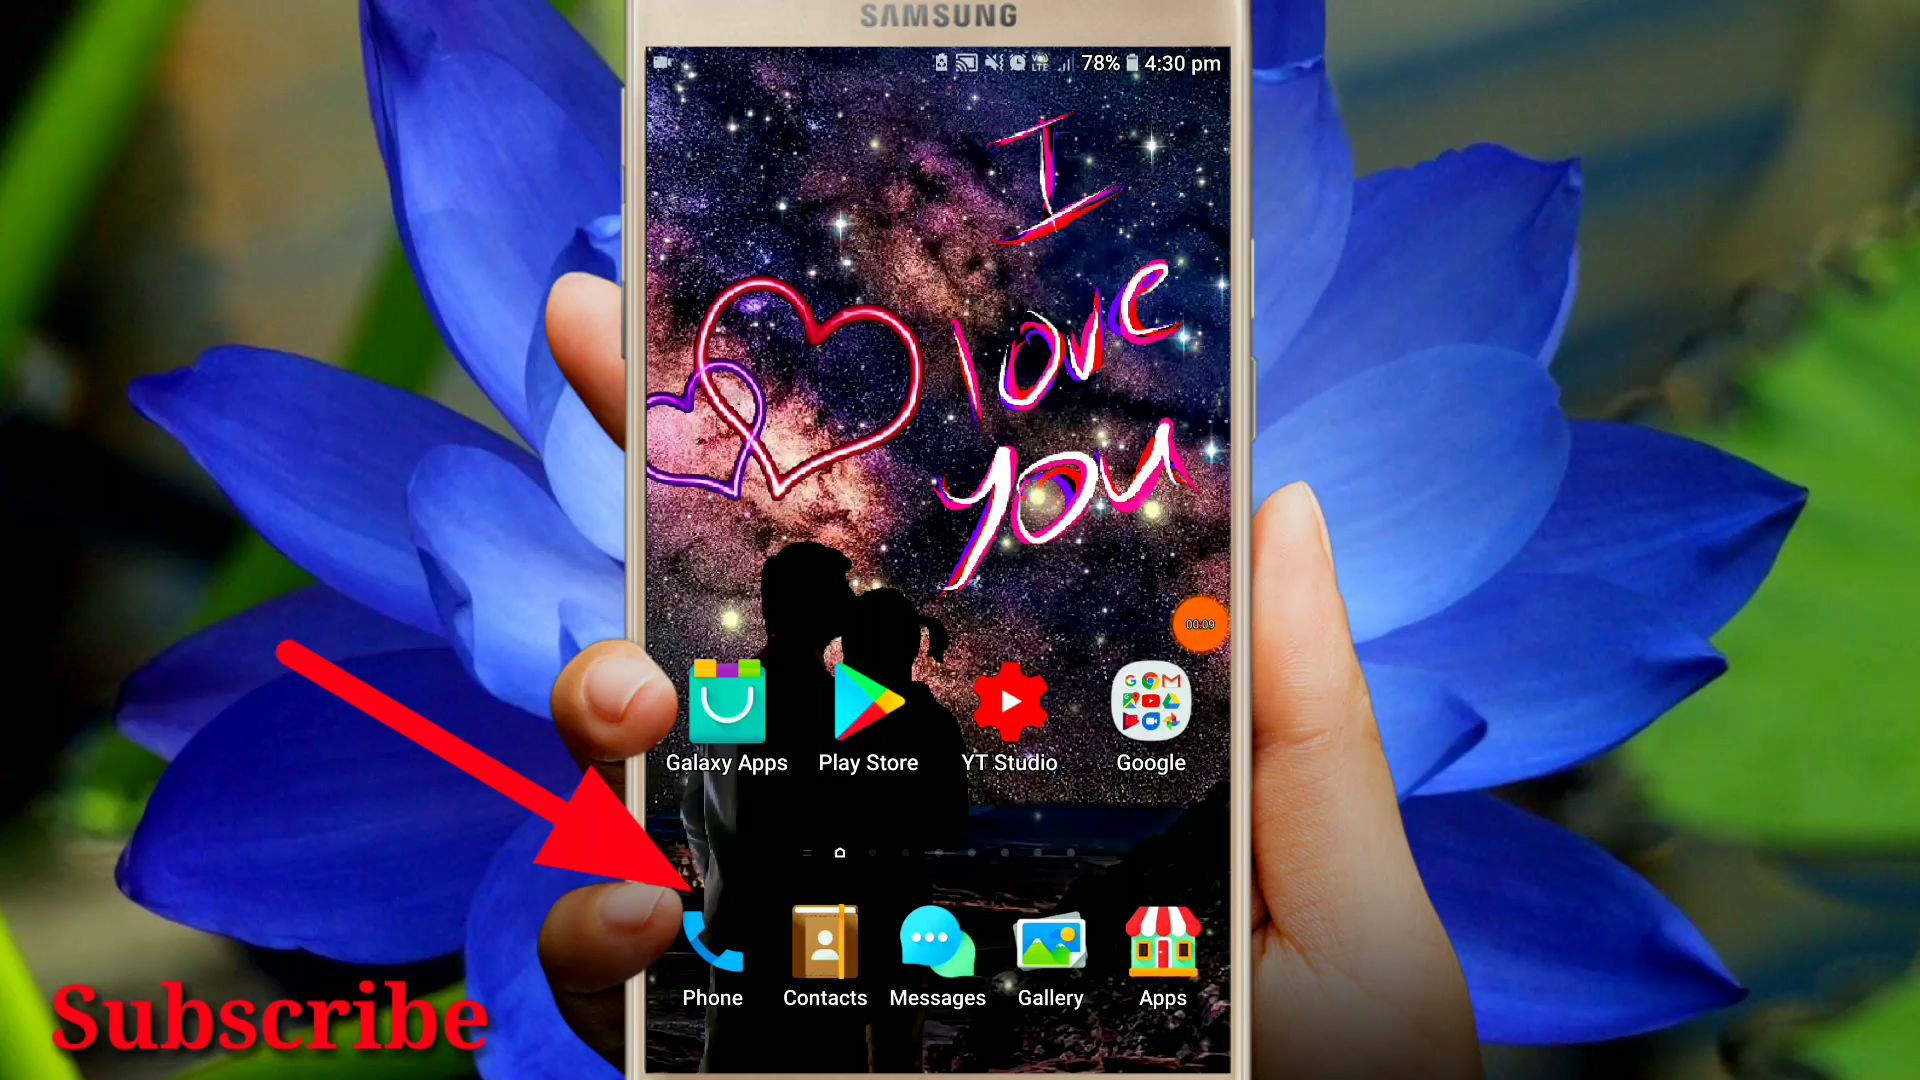 SAMSUNG
VoLTE 78% 4:30 pm
I
love
you
00:09
Galaxy Apps Play Store YT Studio Google
Phone Contacts Messages Gallery Apps
Subscribe